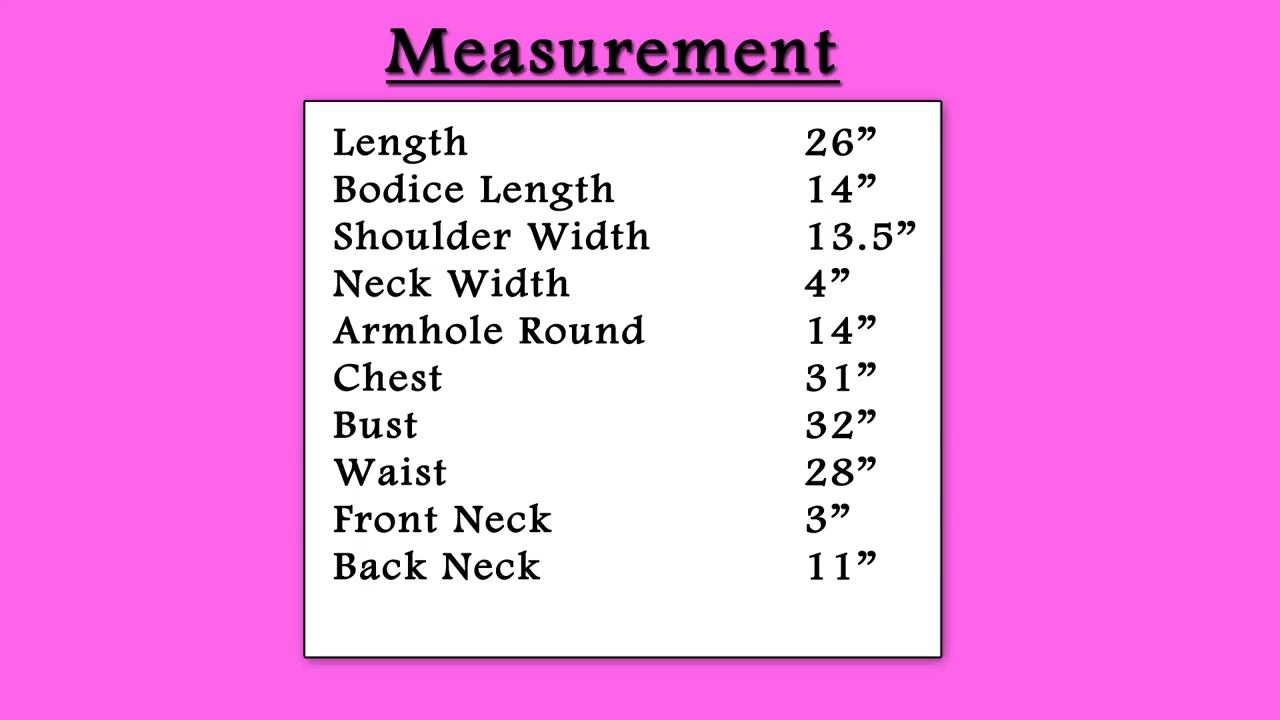 Measurement
Length 26”
Bodice Length 14”
Shoulder Width 13.5”
Neck Width 4”
Armhole Round 14”
Chest 31”
Bust 32”
Waist 28”
Front Neck 3”
Back Neck 11”